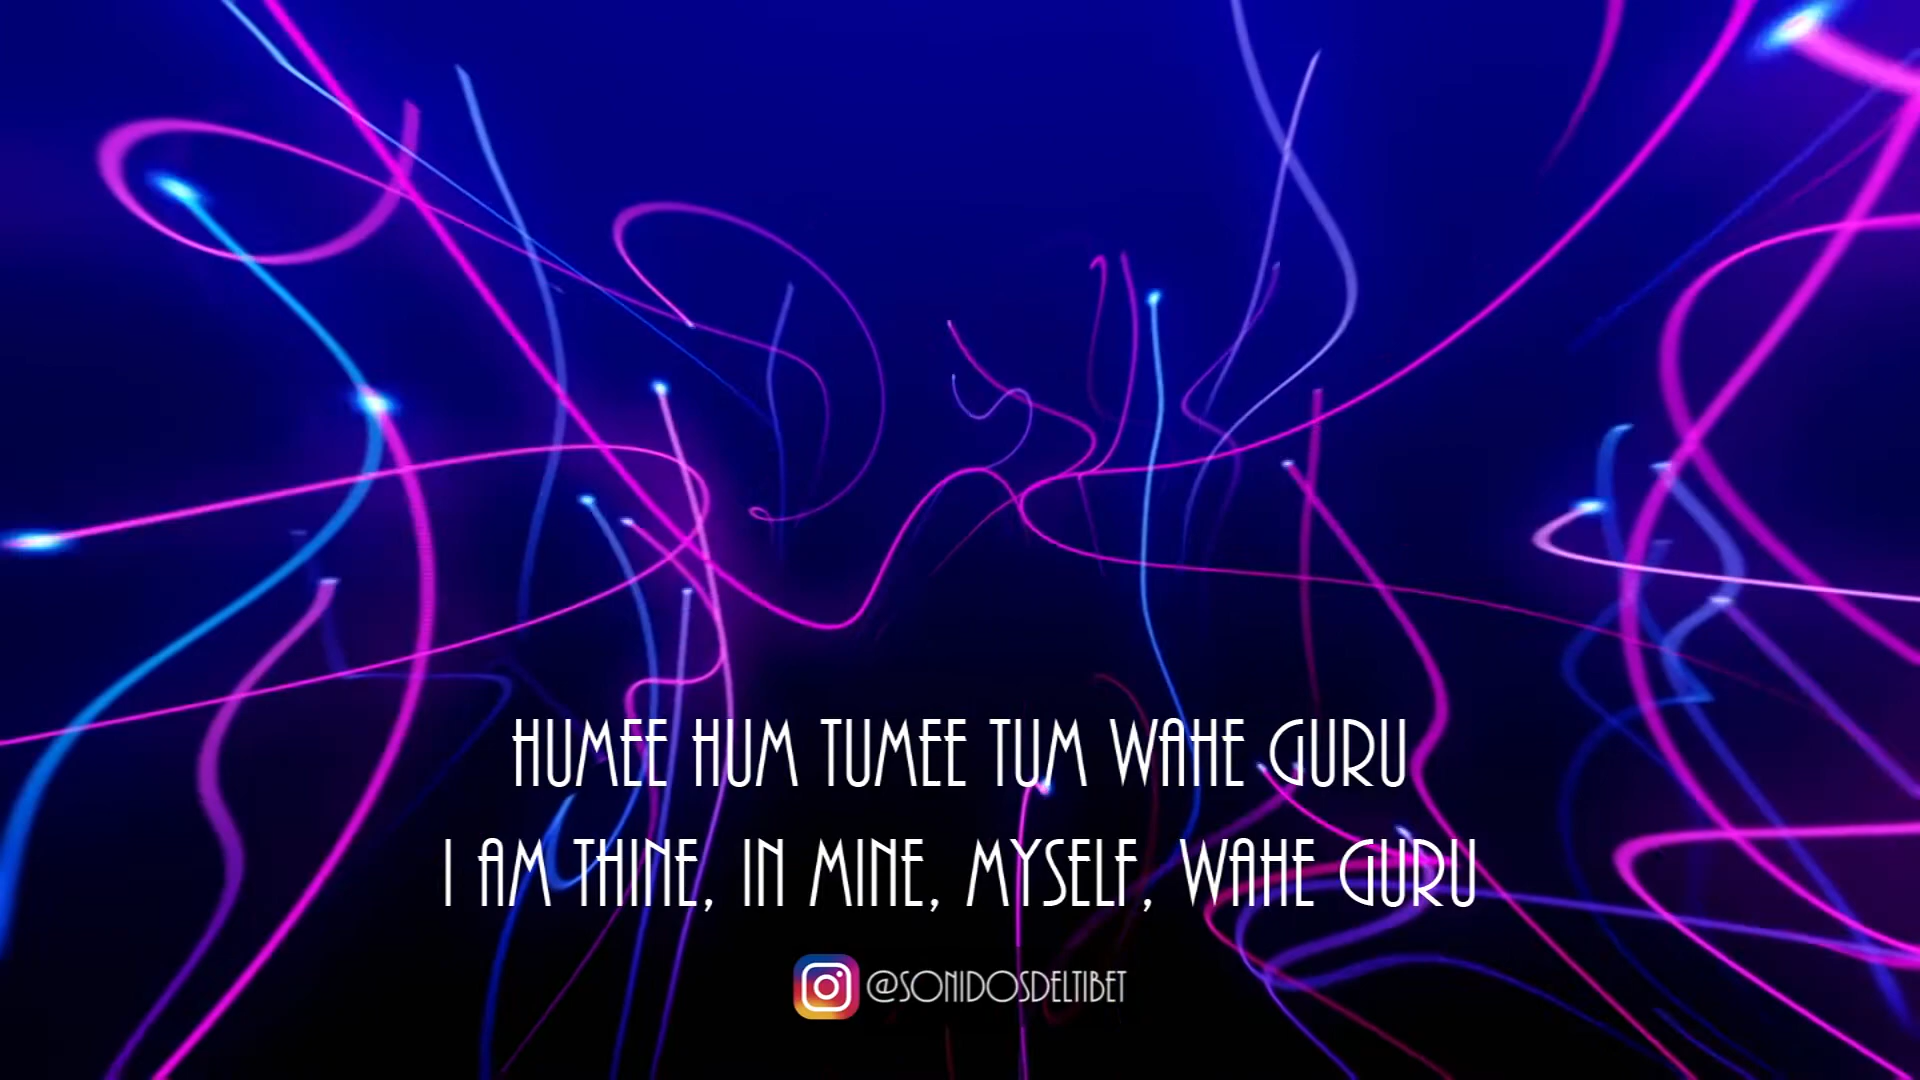 HUMEE HUM TUMEE TUM WAHE GURU
I AM THINE, IN MINE, MYSELF, WAHE GURU
@SONIDOSDELTIBET